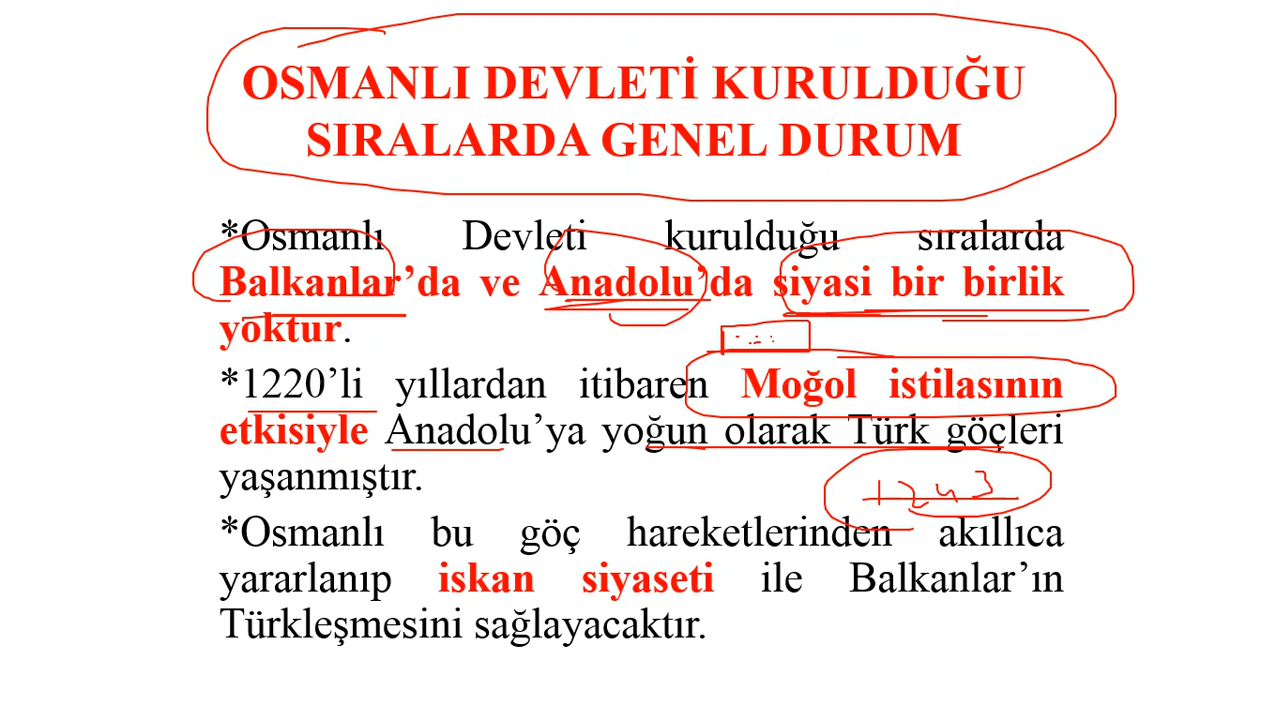 OSMANLI DEVLETİ KURULDUĞU
SIRALARDA GENEL DURUM
*Osmanlı Devleti kurulduğu sıralarda
Balkanlar’da ve Anadolu’da siyasi bir birlik
yoktur.
*1220’li yıllardan itibaren Moğol istilasının
etkisiyle Anadolu’ya yoğun olarak Türk göçleri
yaşanmıştır.
1243
*Osmanlı bu göç hareketlerinden akıllıca
yararlanıp iskan siyaseti ile Balkanlar’ın
Türkleşmesini sağlayacaktır.